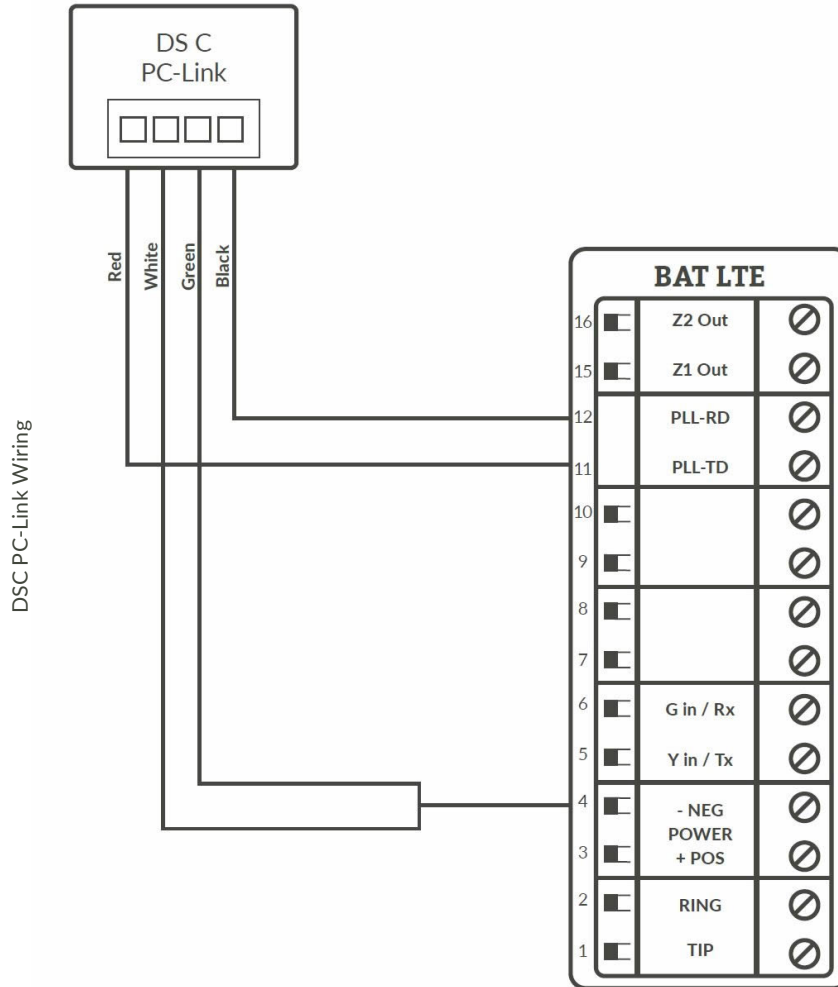 DS C
PC-Link
Red
White
Green
Black
DSC PC-Link Wiring
BAT LTE
16 Z2 Out
15 Z1 Out
12 PLL-RD
11 PLL-TD
10
9
8
7
6 G in / Rx
5 Y in / Tx
4 - NEG
POWER
3 + POS
2 RING
1 TIP